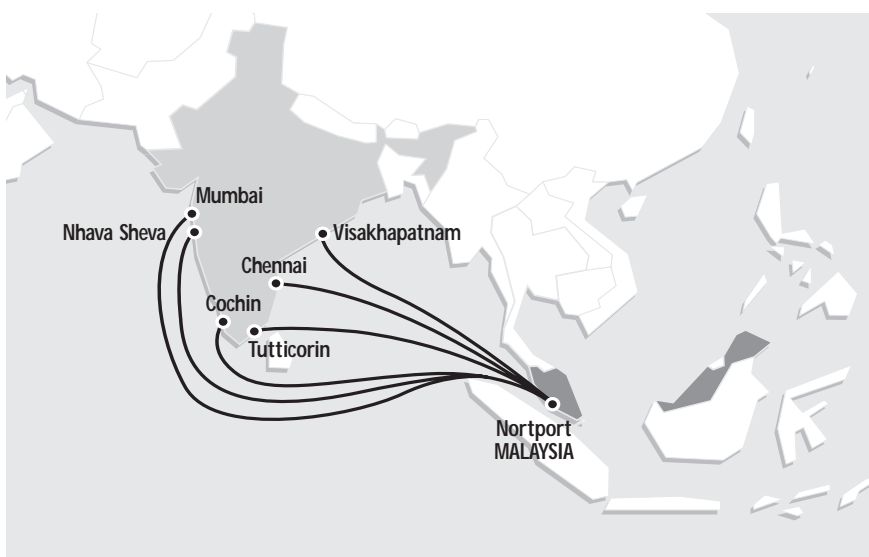 Mumbai
Nhava Sheva
Visakhapatnam
Chennai
Cochin
Tutticorin
Nortport
MALAYSIA